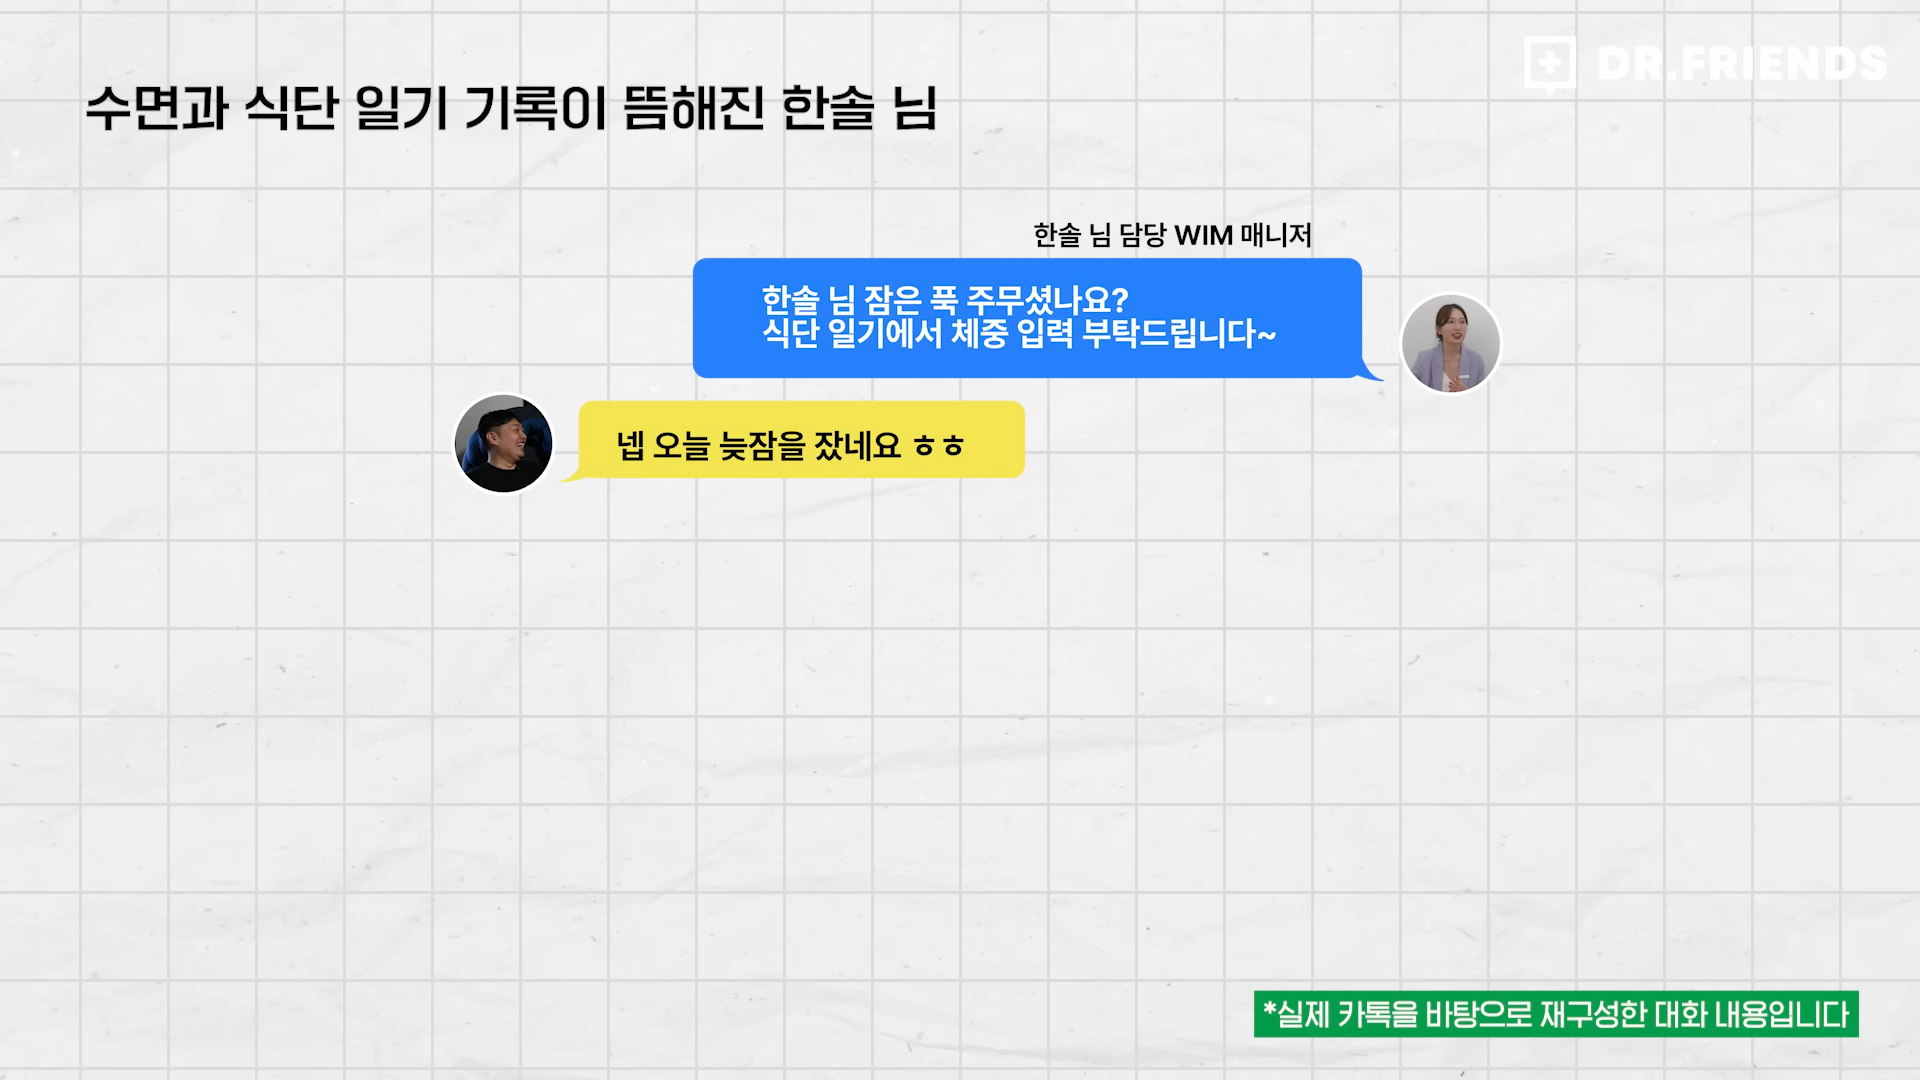 DR.FRIENDS
수면과 식단 일기 기록이 뜸해진 한솔 님
한솔 님 담당 WIM 매니저
한솔 님 잠은 푹 주무셨나요?
식단 일기에서 체중 입력 부탁드립니다~
넵 오늘 늦잠을 잤네요 ㅎㅎ
*실제 카톡을 바탕으로 재구성한 대화 내용입니다